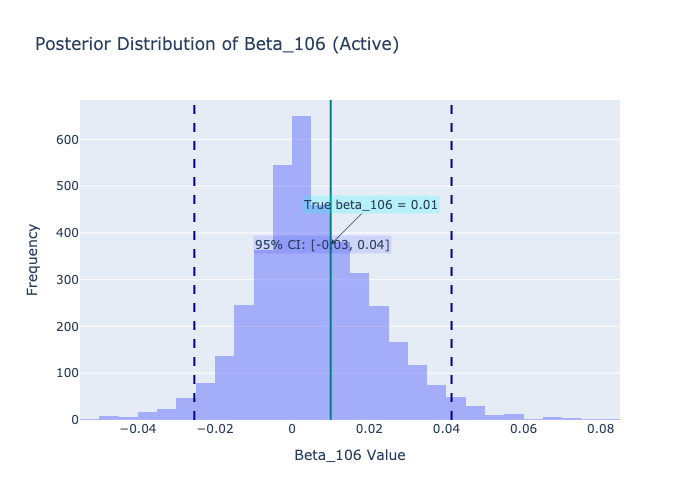 Posterior Distribution of Beta_106 (Active)
600
500
400
300
200
100
0
Frequency
True beta_106 = 0.01
95% CI: [-0.03, 0.04]
−0.04
−0.02
0
0.02
0.04
0.06
0.08
Beta_106 Value